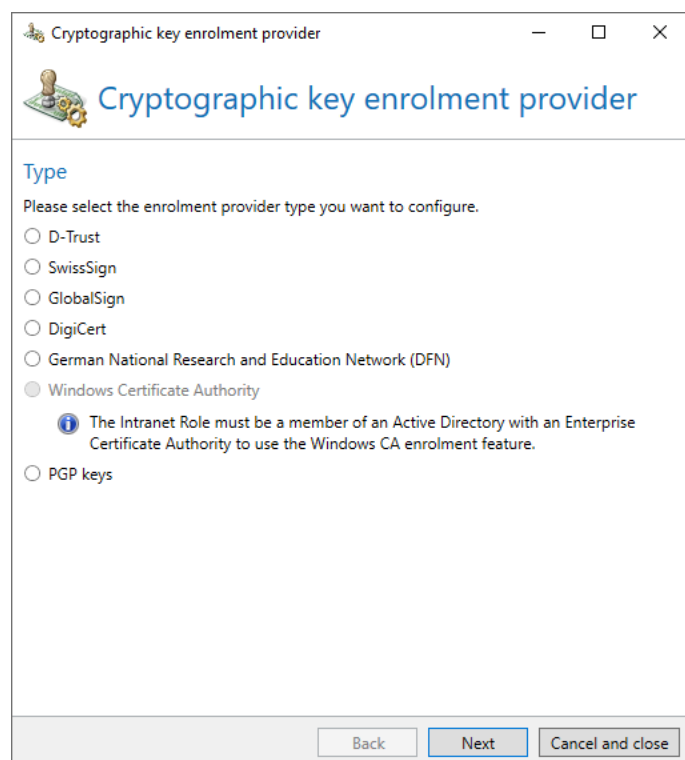 Cryptographic key enrolment provider
Cryptographic key enrolment provider
Type
Please select the enrolment provider type you want to configure.
D-Trust
SwissSign
GlobalSign
DigiCert
German National Research and Education Network (DFN)
Windows Certificate Authority
The Intranet Role must be a member of an Active Directory with an Enterprise
Certificate Authority to use the Windows CA enrolment feature.
PGP keys
Back Next Cancel and close